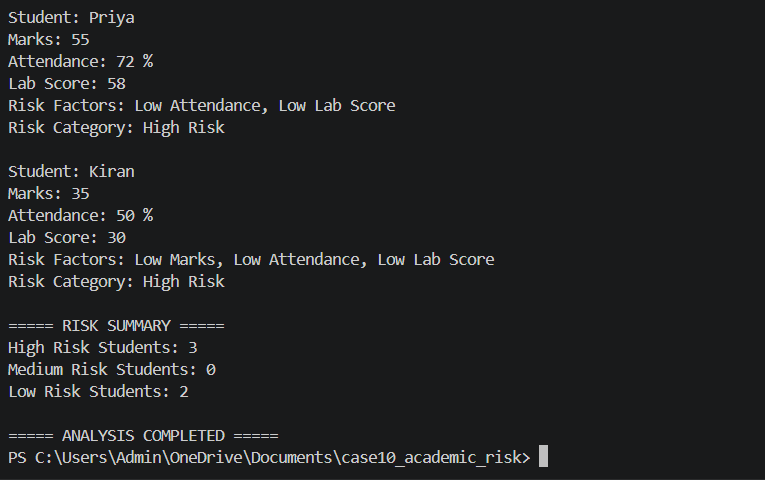 Student: Priya
Marks: 55
Attendance: 72 %
Lab Score: 58
Risk Factors: Low Attendance, Low Lab Score
Risk Category: High Risk
Student: Kiran
Marks: 35
Attendance: 50 %
Lab Score: 30
Risk Factors: Low Marks, Low Attendance, Low Lab Score
Risk Category: High Risk
===== RISK SUMMARY =====
High Risk Students: 3
Medium Risk Students: 0
Low Risk Students: 2
===== ANALYSIS COMPLETED =====
PS C:\Users\Admin\OneDrive\Documents\case10_academic_risk>